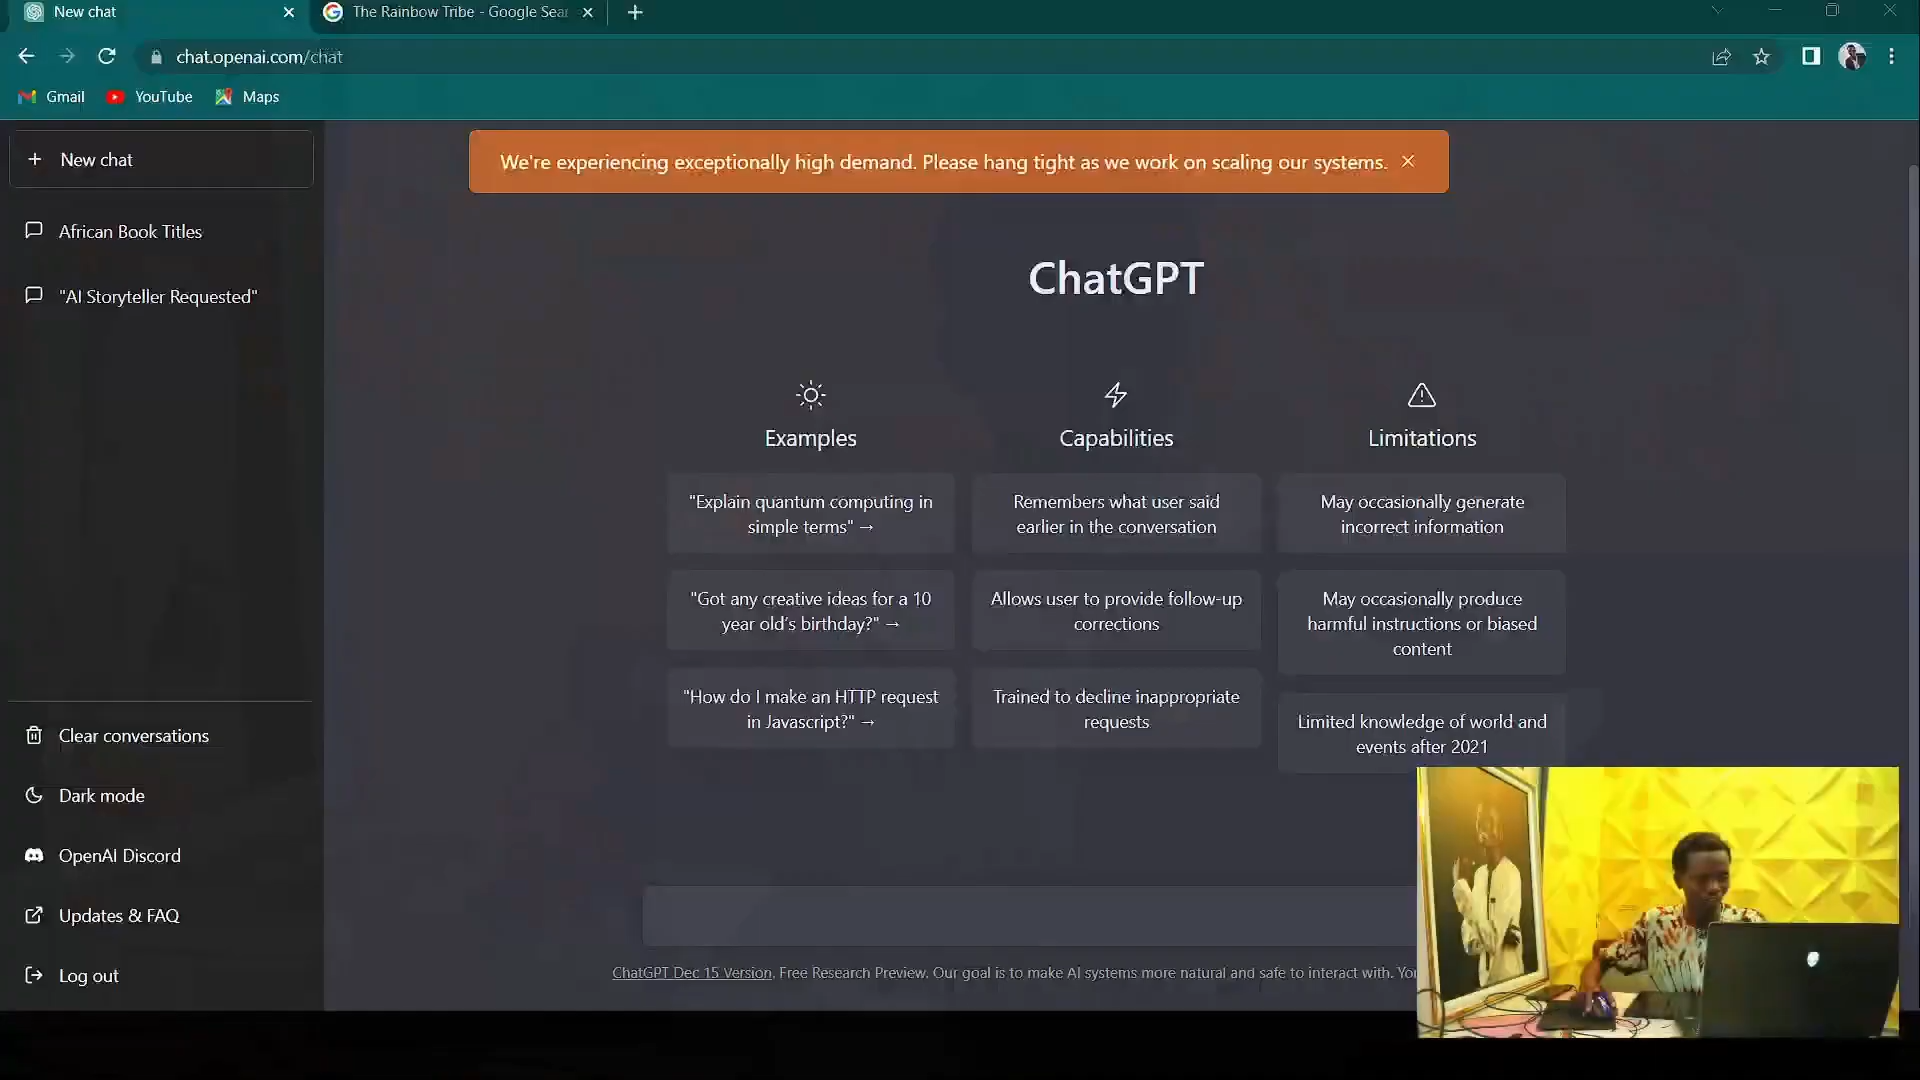 New chat
The Rainbow Tribe - Google Sear
chat.openai.com/chat
Gmail
YouTube
Maps
New chat
African Book Titles
"AI Storyteller Requested"
Clear conversations
Dark mode
OpenAI Discord
Updates & FAQ
Log out
We're experiencing exceptionally high demand. Please hang tight as we work on scaling our systems.
ChatGPT
Examples
"Explain quantum computing in
simple terms" →
"Got any creative ideas for a 10
year old's birthday?" →
"How do I make an HTTP request
in Javascript?" →
Capabilities
Remembers what user said
earlier in the conversation
Allows user to provide follow-up
corrections
Trained to decline inappropriate
requests
Limitations
May occasionally generate
incorrect information
May occasionally produce
harmful instructions or biased
content
Limited knowledge of world and
events after 2021
ChatGPT Dec 15 Version. Free Research Preview. Our goal is to make AI systems more natural and safe to interact with.